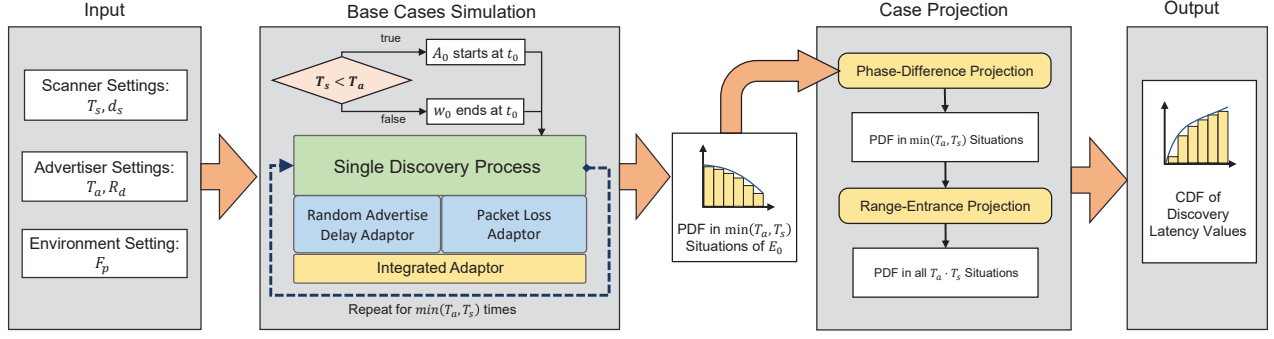 Input
Scanner Settings:
T_s, d_s
Advertiser Settings:
T_a, R_d
Environment Setting:
F_p
Base Cases Simulation
true
T_s < T_a
false
A_0 starts at t_0
w_0 ends at t_0
Single Discovery Process
Random Advertise
Delay Adaptor
Packet Loss
Adaptor
Integrated Adaptor
Repeat for min(T_a, T_s) times
PDF in min(T_a, T_s)
Situations of E_0
Case Projection
Phase-Difference Projection
PDF in min(T_a, T_s) Situations
Range-Entrance Projection
PDF in all T_a · T_s Situations
Output
CDF of
Discovery
Latency Values